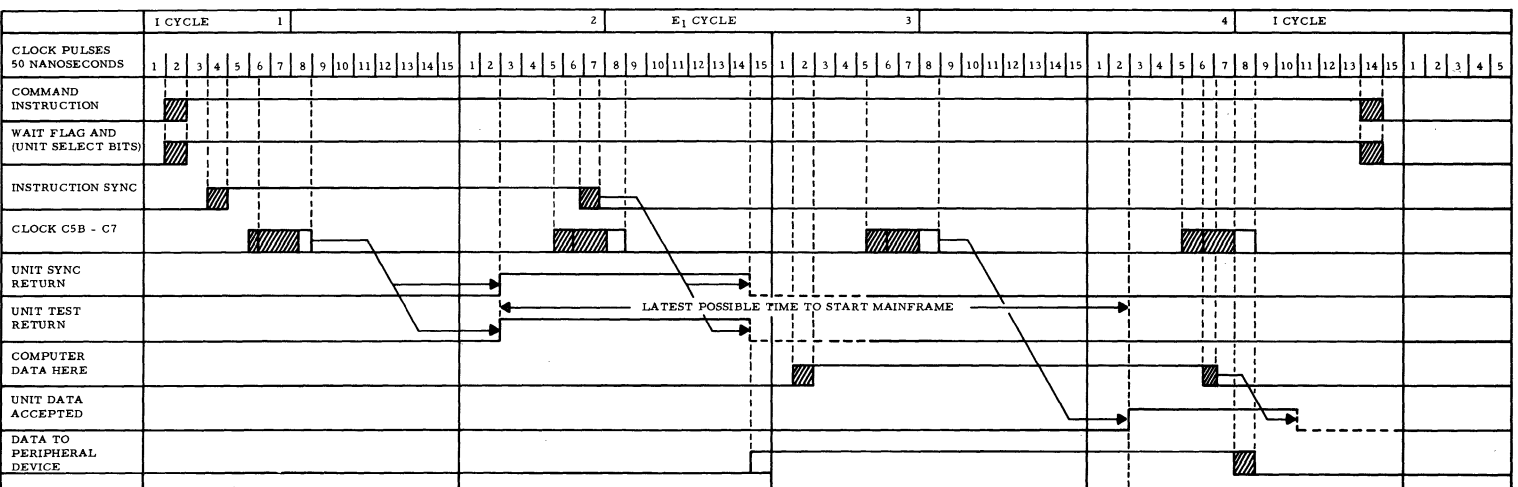 I CYCLE 1 2 E1 CYCLE 3 4 I CYCLE
CLOCK PULSES
50 NANOSECONDS
1 2 3 4 5 6 7 8 9 10 11 12 13 14 15 1 2 3 4 5 6 7 8 9 10 11 12 13 14 15 1 2 3 4 5 6 7 8 9 10 11 12 13 14 15 1 2 3 4 5 6 7 8 9 10 11 12 13 14 15 1 2 3 4 5
COMMAND
INSTRUCTION
WAIT FLAG AND
(UNIT SELECT BITS)
INSTRUCTION SYNC
CLOCK C5B - C7
UNIT SYNC
RETURN
UNIT TEST
RETURN
LATEST POSSIBLE TIME TO START MAINFRAME
COMPUTER
DATA HERE
UNIT DATA
ACCEPTED
DATA TO
PERIPHERAL
DEVICE